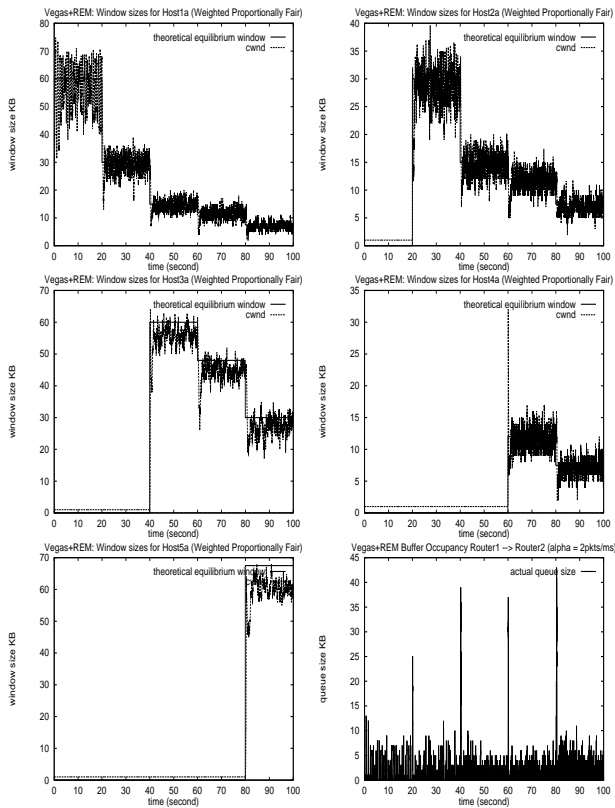 Vegas+REM: Window sizes for Host1a (Weighted Proportionally Fair)
theoretical equilibrium window
cwnd
window size KB
80
70
60
50
40
30
20
10
0
0 10 20 30 40 50 60 70 80 90 100
time (second)
Vegas+REM: Window sizes for Host2a (Weighted Proportionally Fair)
theoretical equilibrium window
cwnd
window size KB
40
35
30
25
20
15
10
5
0
0 10 20 30 40 50 60 70 80 90 100
time (second)
Vegas+REM: Window sizes for Host3a (Weighted Proportionally Fair)
theoretical equilibrium window
cwnd
window size KB
70
60
50
40
30
20
10
0
0 10 20 30 40 50 60 70 80 90 100
time (second)
Vegas+REM: Window sizes for Host4a (Weighted Proportionally Fair)
theoretical equilibrium window
cwnd
window size KB
35
30
25
20
15
10
5
0
0 10 20 30 40 50 60 70 80 90 100
time (second)
Vegas+REM: Window sizes for Host5a (Weighted Proportionally Fair)
theoretical equilibrium window
window size KB
70
60
50
40
30
20
10
0
0 10 20 30 40 50 60 70 80 90 100
time (second)
Vegas+REM Buffer Occupancy Router1 --> Router2 (alpha = 2pkts/ms)
actual queue size
queue size KB
45
40
35
30
25
20
15
10
5
0
0 10 20 30 40 50 60 70 80 90 100
time (second)